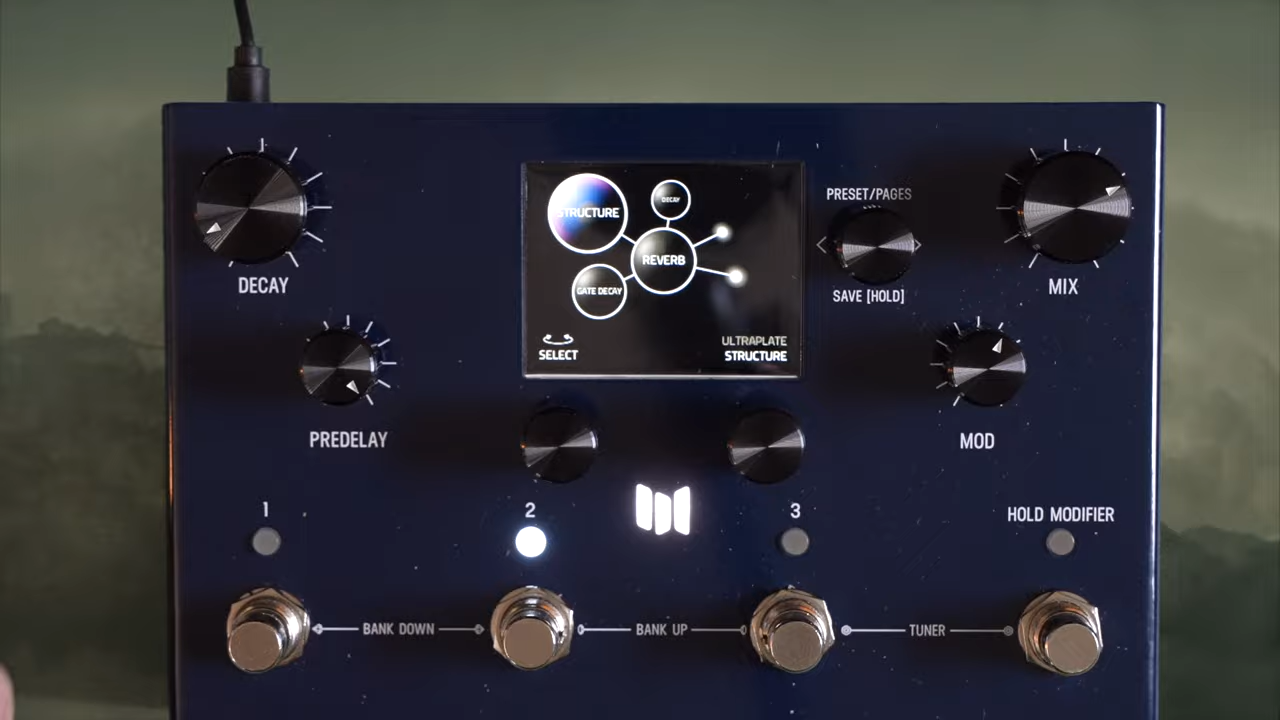 PRESET/PAGES
STRUCTURE
DECAY
REVERB
GATE DECAY
DECAY
SAVE [HOLD]
MIX
SELECT
ULTRAPLATE
STRUCTURE
PREDELAY
MOD
1
2
3
HOLD MODIFIER
BANK DOWN
BANK UP
TUNER